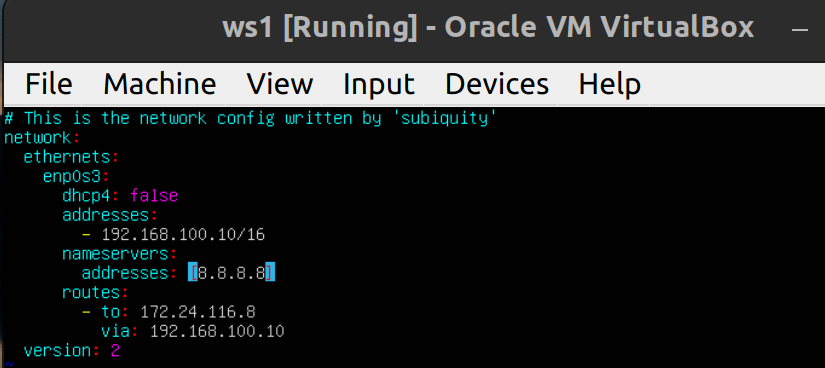 ws1 [Running] - Oracle VM VirtualBox
File Machine View Input Devices Help
# This is the network config written by 'subiquity'
network:
  ethernets:
    enp0s3:
      dhcp4: false
      addresses:
        - 192.168.100.10/16
      nameservers:
        addresses: [8.8.8.8]
      routes:
        - to: 172.24.116.8
          via: 192.168.100.10
  version: 2
~